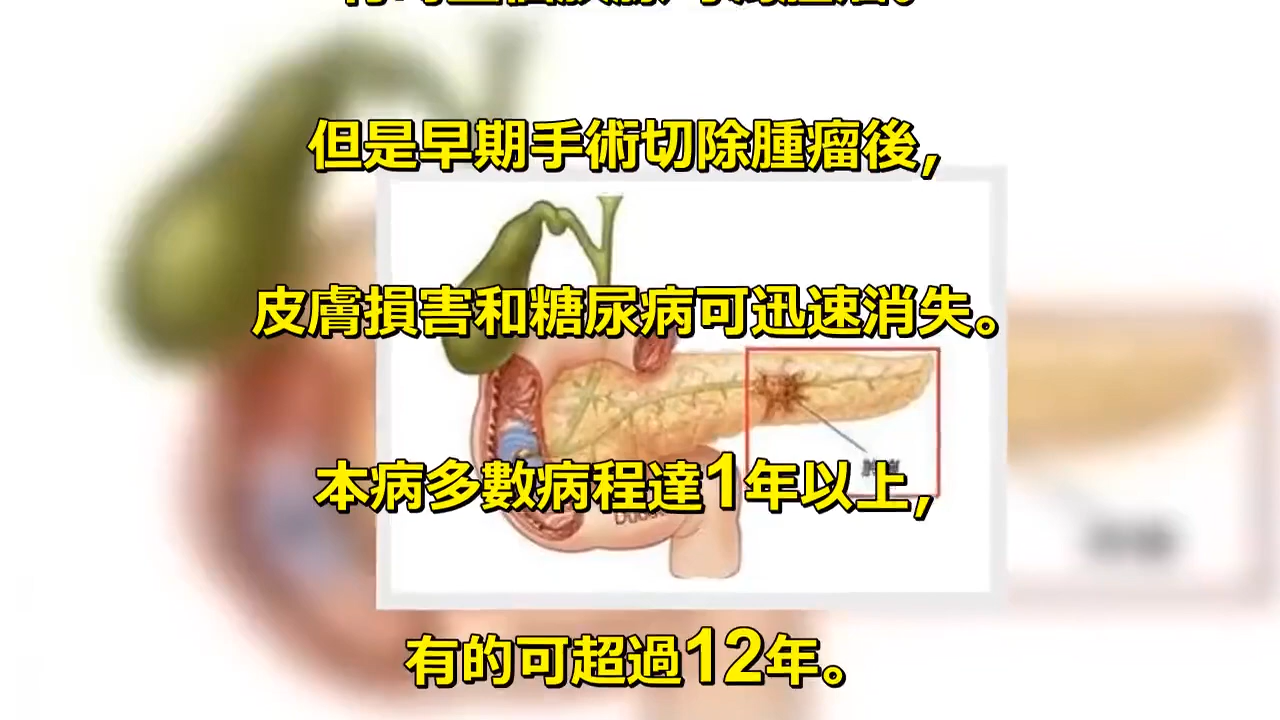 但是早期手術切除腫瘤後,
皮膚損害和糖尿病可迅速消失。
本病多數病程達1年以上,
有的可超過12年。